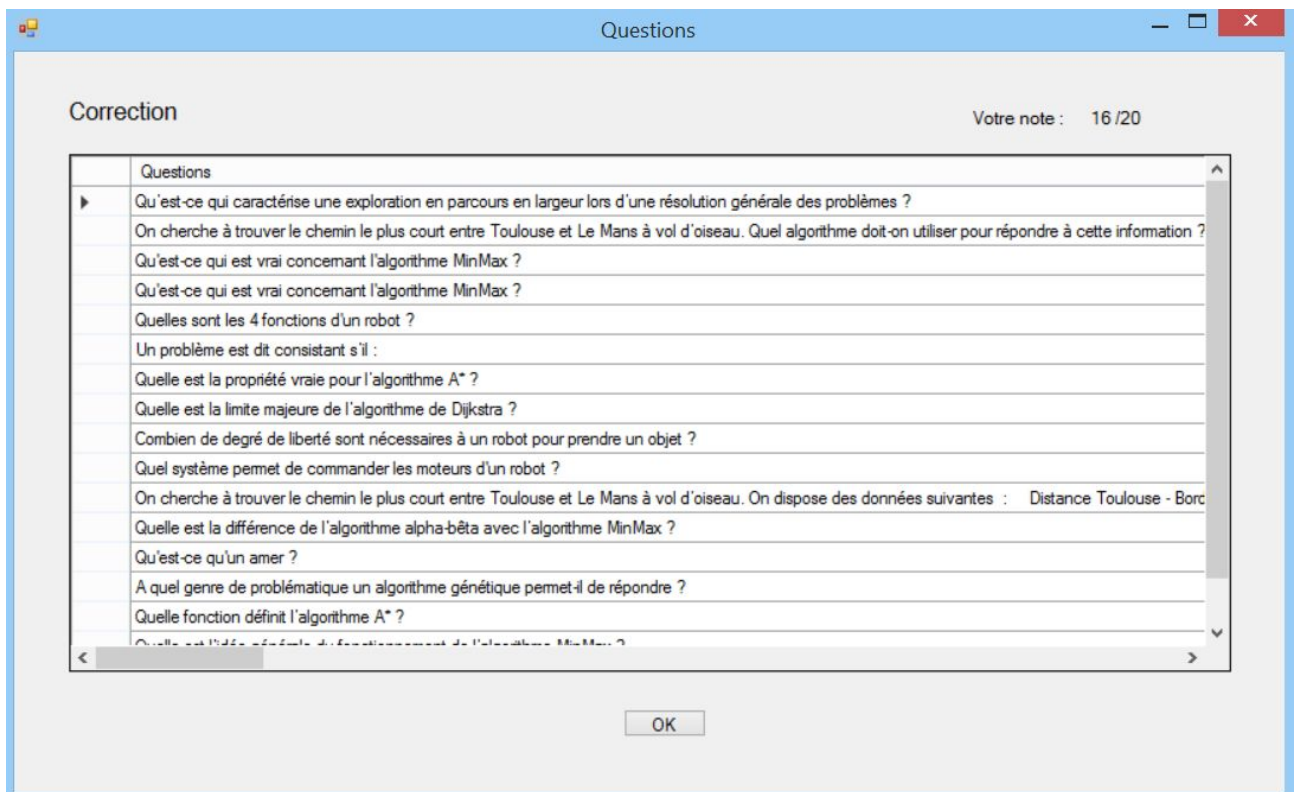 Questions
Correction
Votre note : 16 /20
Questions
Qu'est-ce qui caractérise une exploration en parcours en largeur lors d'une résolution générale des problèmes ?
On cherche à trouver le chemin le plus court entre Toulouse et Le Mans à vol d'oiseau. Quel algorithme doit-on utiliser pour répondre à cette information ?
Qu'est-ce qui est vrai concernant l'algorithme MinMax ?
Qu'est-ce qui est vrai concernant l'algorithme MinMax ?
Quelles sont les 4 fonctions d'un robot ?
Un problème est dit consistant s'il :
Quelle est la propriété vraie pour l'algorithme A* ?
Quelle est la limite majeure de l'algorithme de Dijkstra ?
Combien de degré de liberté sont nécessaires à un robot pour prendre un objet ?
Quel système permet de commander les moteurs d'un robot ?
On cherche à trouver le chemin le plus court entre Toulouse et Le Mans à vol d'oiseau. On dispose des données suivantes : Distance Toulouse - Bord
Quelle est la différence de l'algorithme alpha-bêta avec l'algorithme MinMax ?
Qu'est-ce qu'un amer ?
A quel genre de problématique un algorithme génétique permet-il de répondre ?
Quelle fonction définit l'algorithme A* ?
Quelle est l'idée générale du fonctionnement de l'algorithme MinMax ?
OK